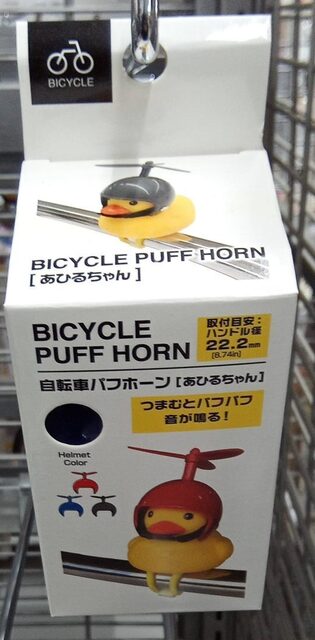 BICYCLE
BICYCLE PUFF HORN
[あひるちゃん]
BICYCLE
PUFF HORN
取付目安:
ハンドル径
22.2mm
[8.74in]
自転車パフホーン[あひるちゃん]
つまむとパフパフ
音が鳴る!
Helmet
Color